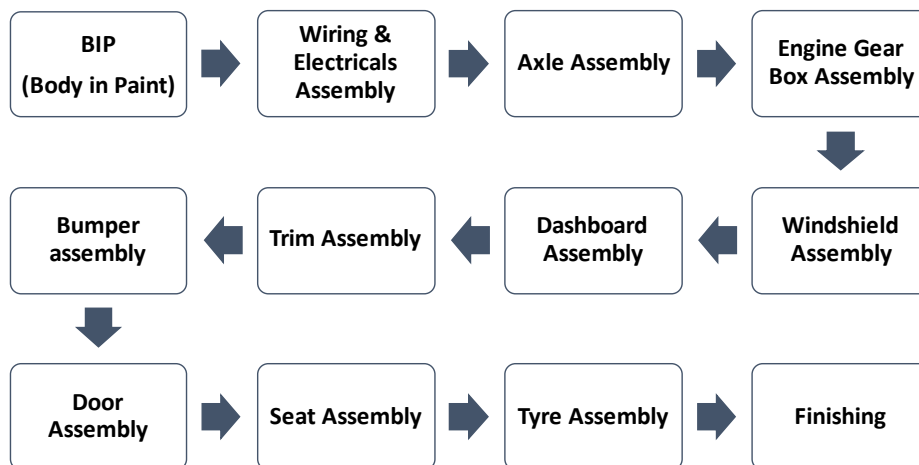 BIP
(Body in Paint)
Wiring &
Electricals
Assembly
Axle Assembly
Engine Gear
Box Assembly
Windshield
Assembly
Dashboard
Assembly
Trim Assembly
Bumper
assembly
Door
Assembly
Seat Assembly
Tyre Assembly
Finishing